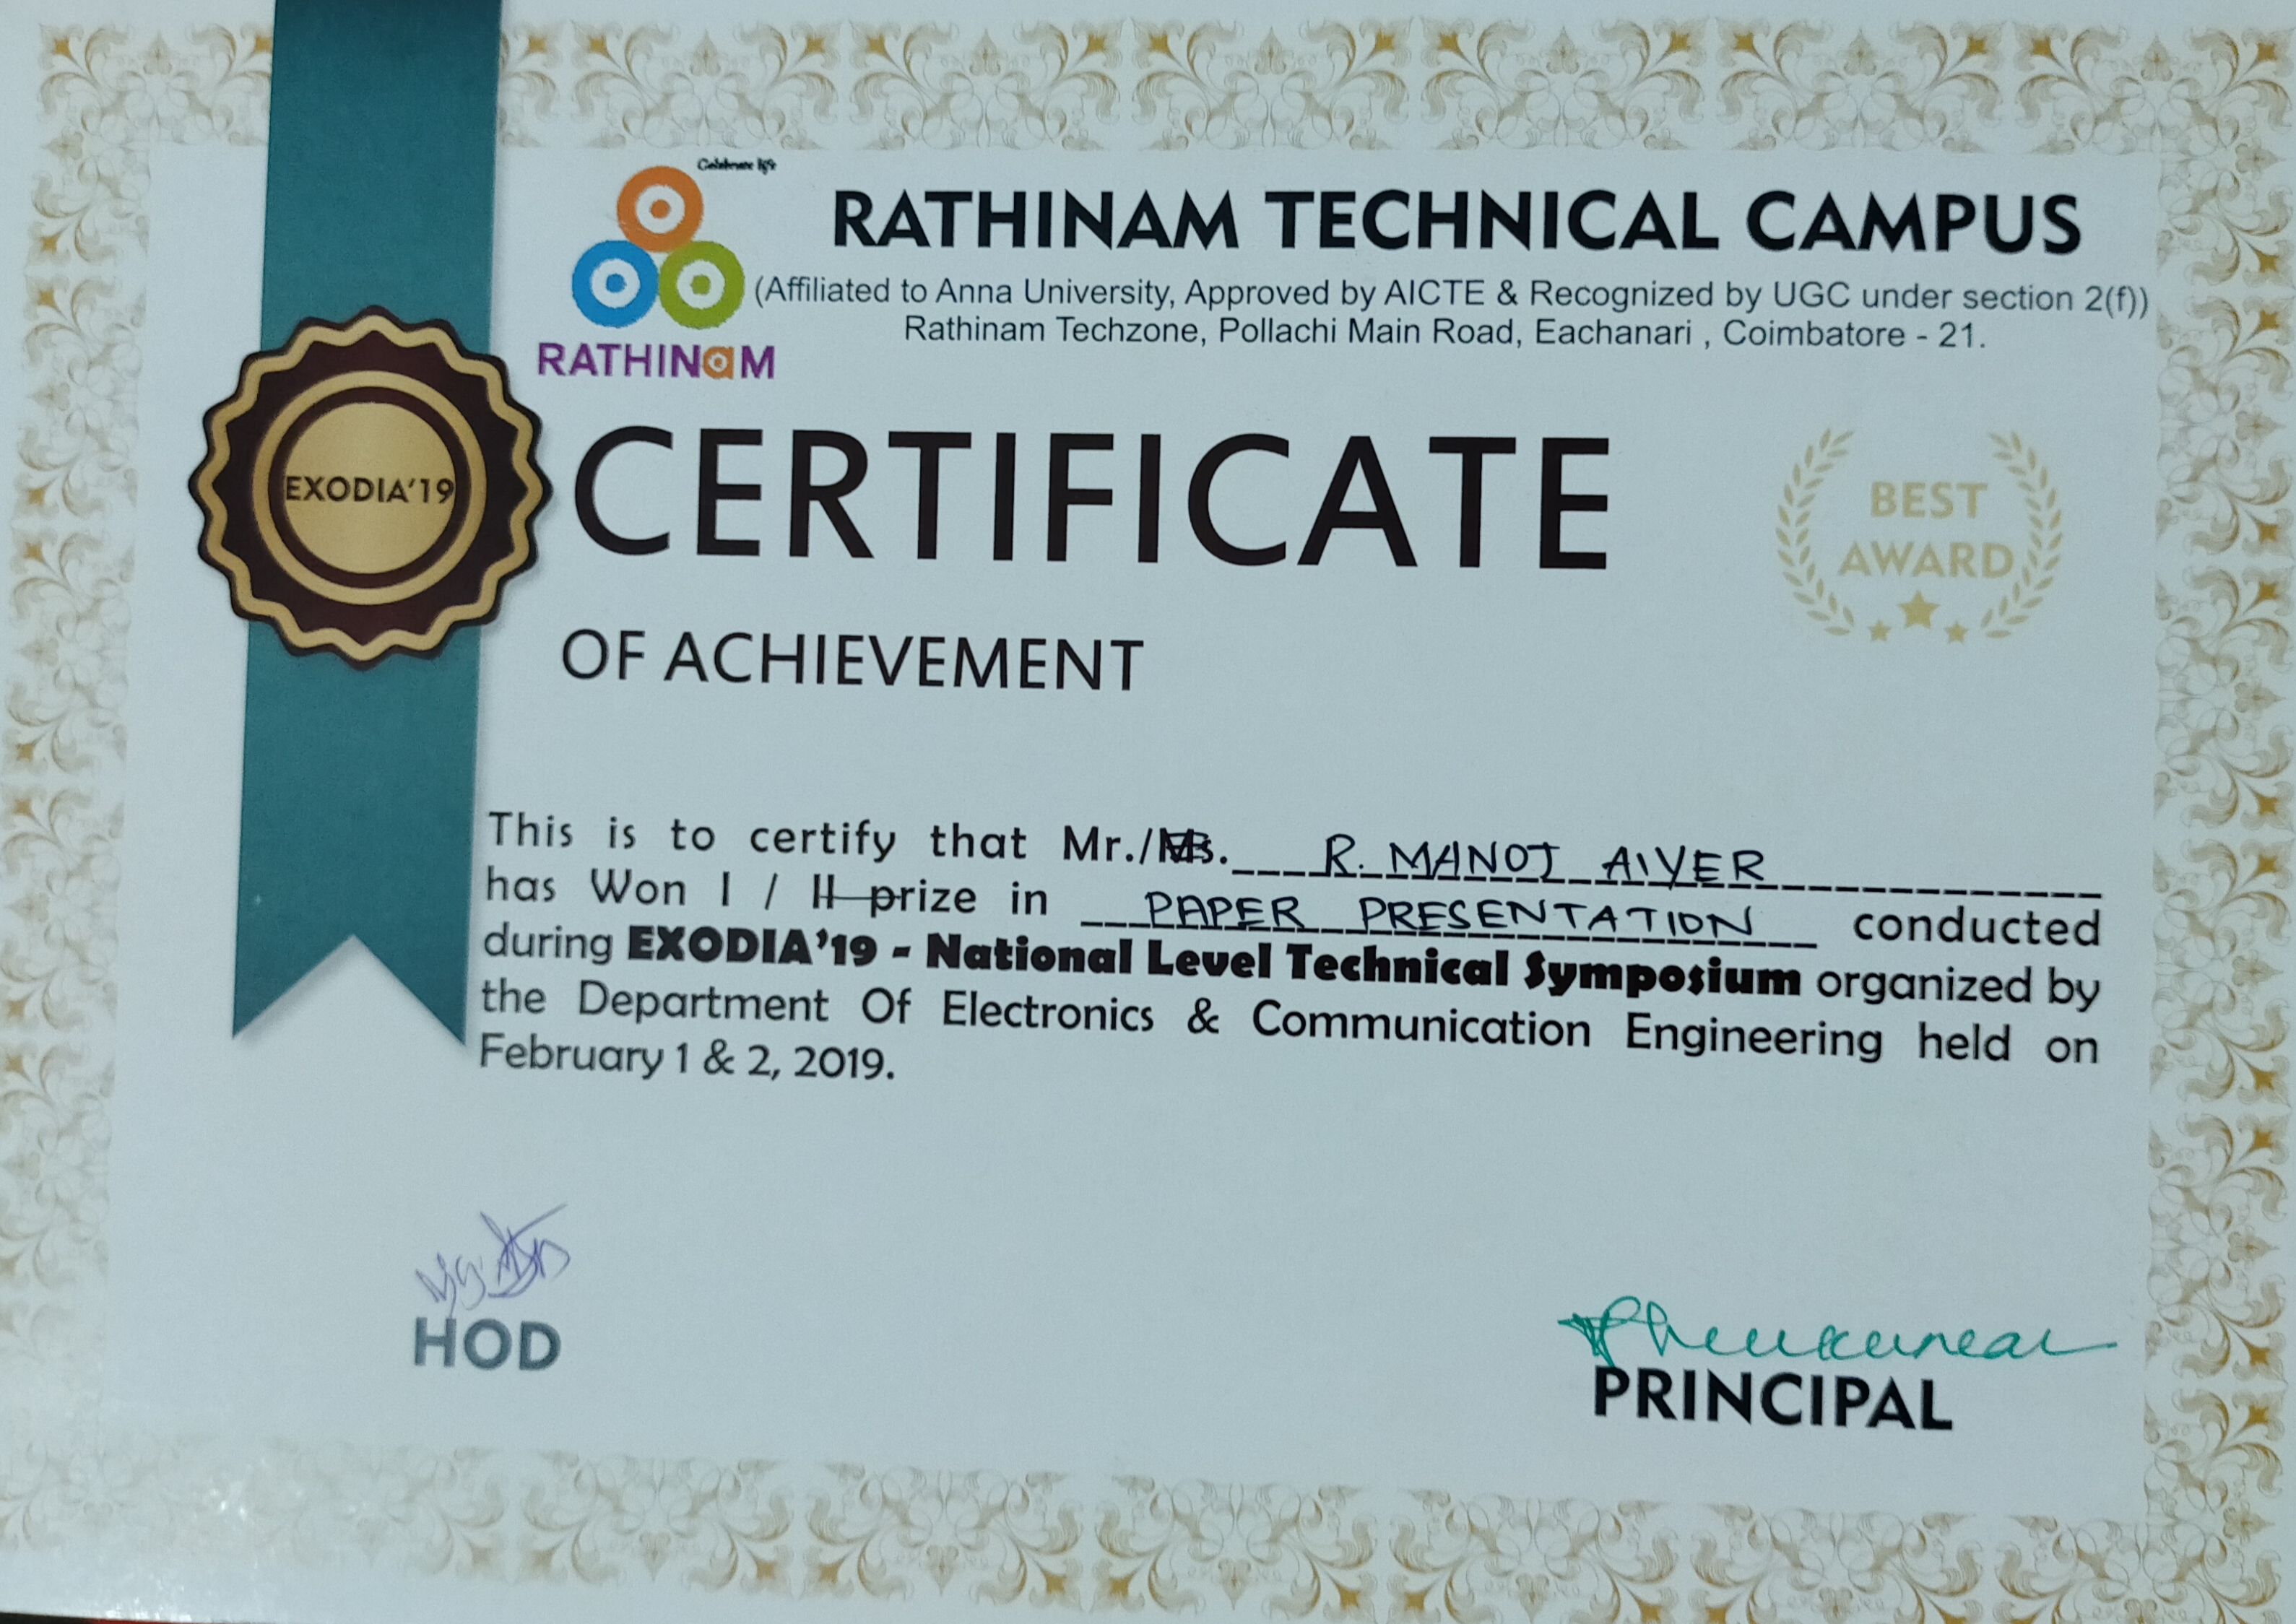 Celebrate life
RATHINAM
RATHINAM TECHNICAL CAMPUS
(Affiliated to Anna University, Approved by AICTE & Recognized by UGC under section 2(f))
Rathinam Techzone, Pollachi Main Road, Eachanari , Coimbatore - 21.
EXODIA'19
CERTIFICATE
BEST
AWARD
OF ACHIEVEMENT
This is to certify that Mr./Ms. R. MANOJ AIYER
has Won I / II prize in PAPER PRESENTATION conducted
during EXODIA'19 - National Level Technical Symposium organized by
the Department Of Electronics & Communication Engineering held on
February 1 & 2, 2019.
HOD
PRINCIPAL